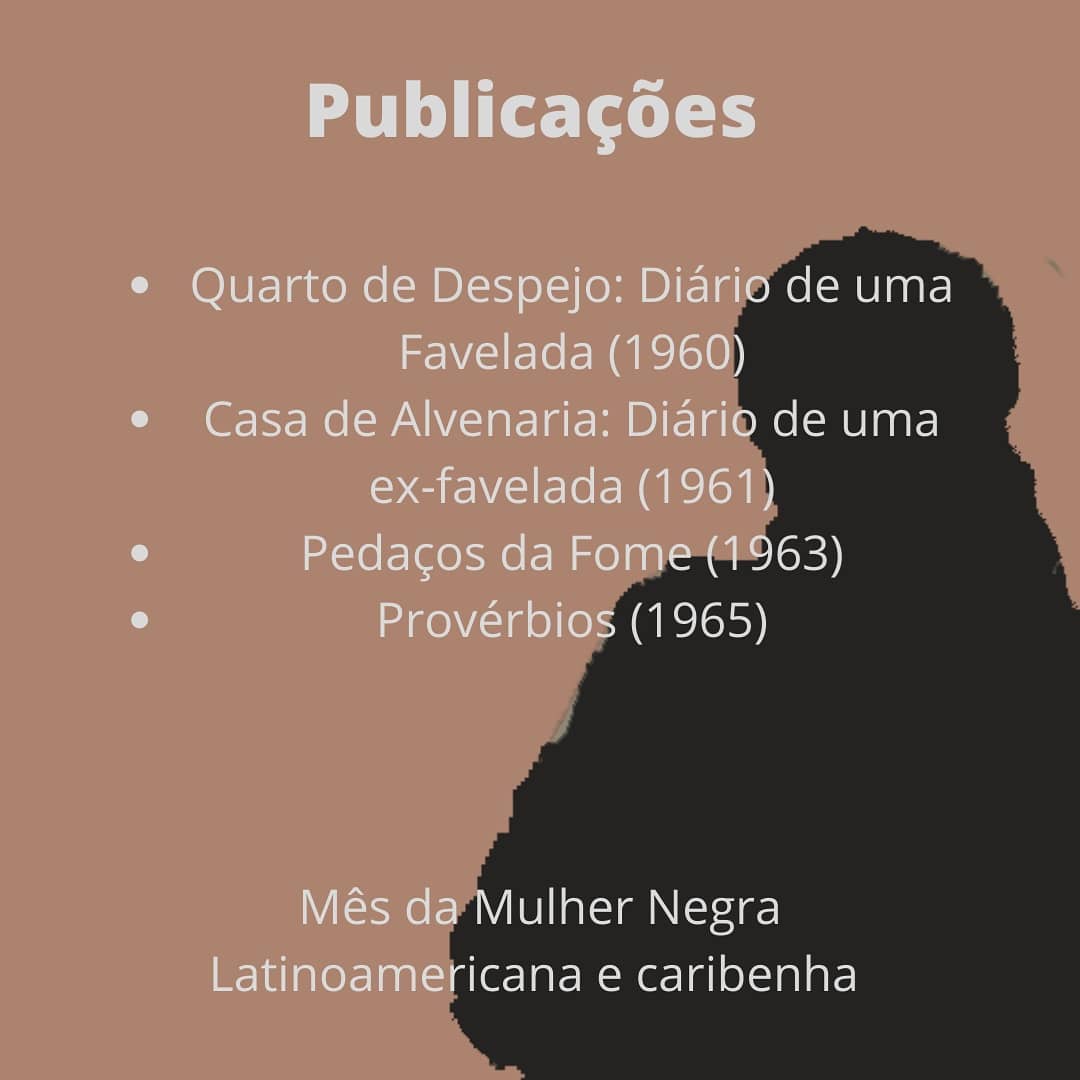 Publicações
• Quarto de Despejo: Diário de uma
Favelada (1960)
• Casa de Alvenaria: Diário de uma
ex-favelada (1961)
• Pedaços da Fome (1963)
• Provérbios (1965)
Mês da Mulher Negra
Latinoamericana e caribenha